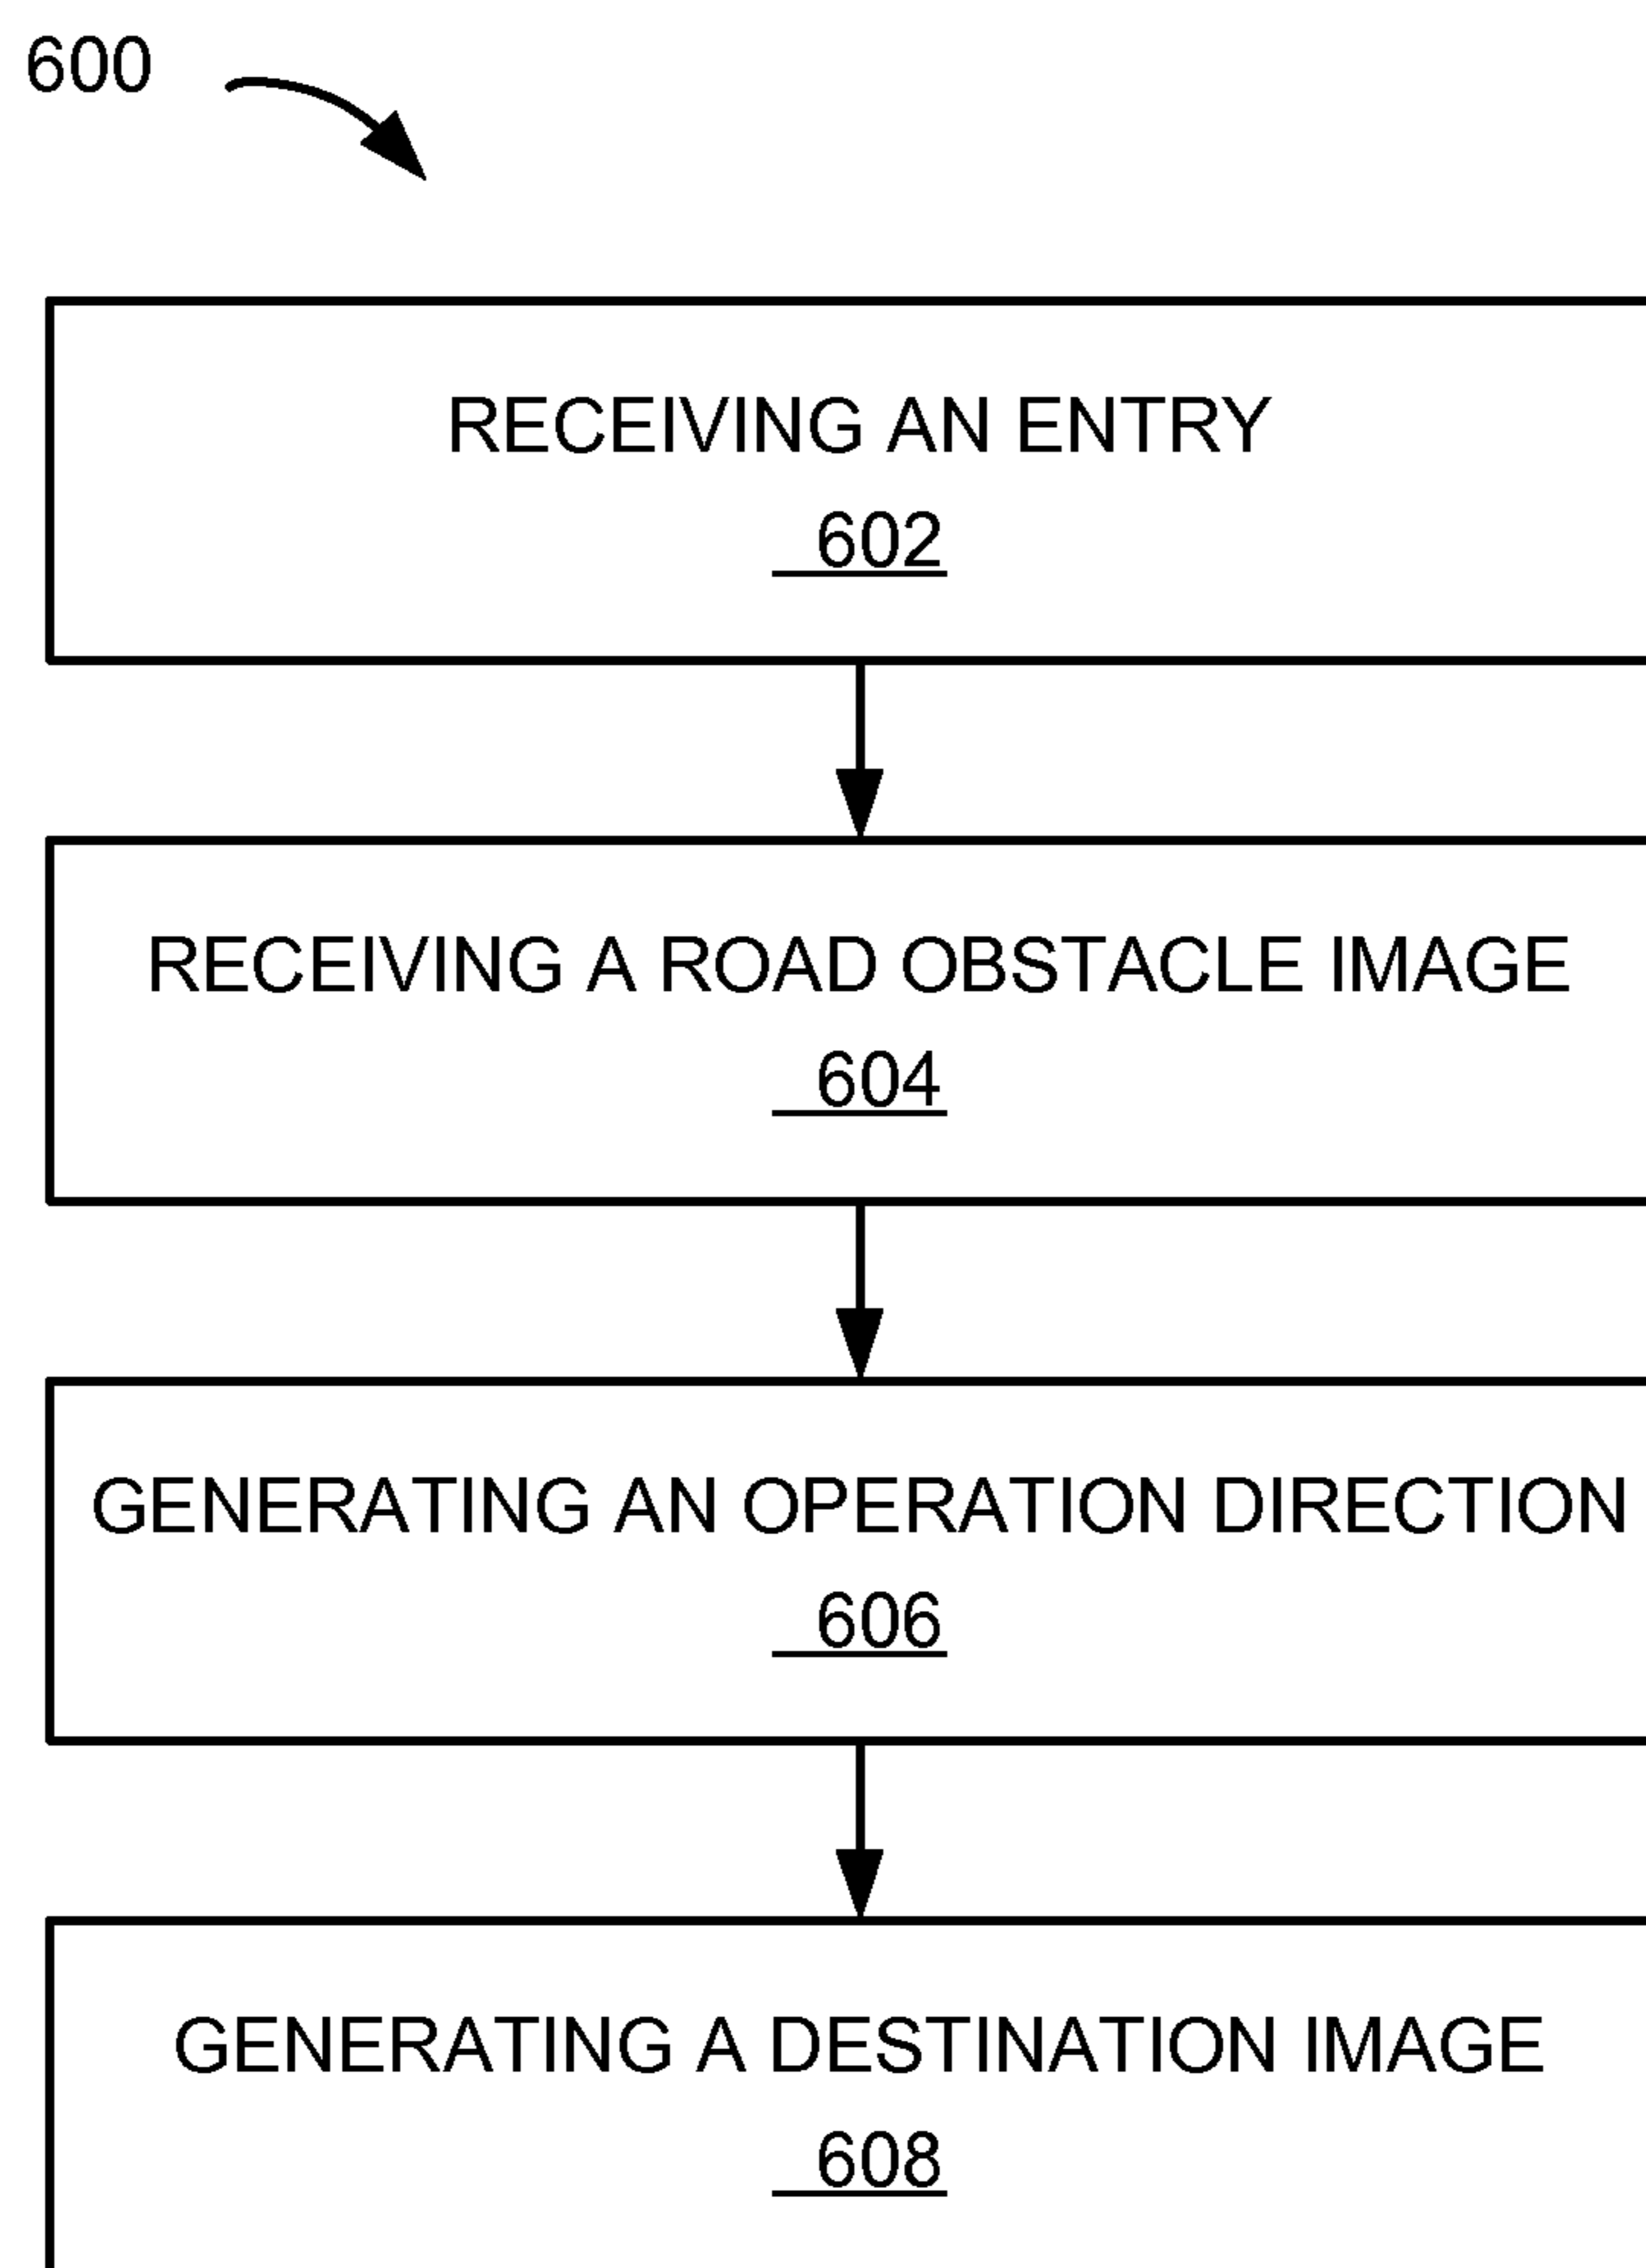 600
RECEIVING AN ENTRY
602
RECEIVING A ROAD OBSTACLE IMAGE
604
GENERATING AN OPERATION DIRECTION
606
GENERATING A DESTINATION IMAGE
608